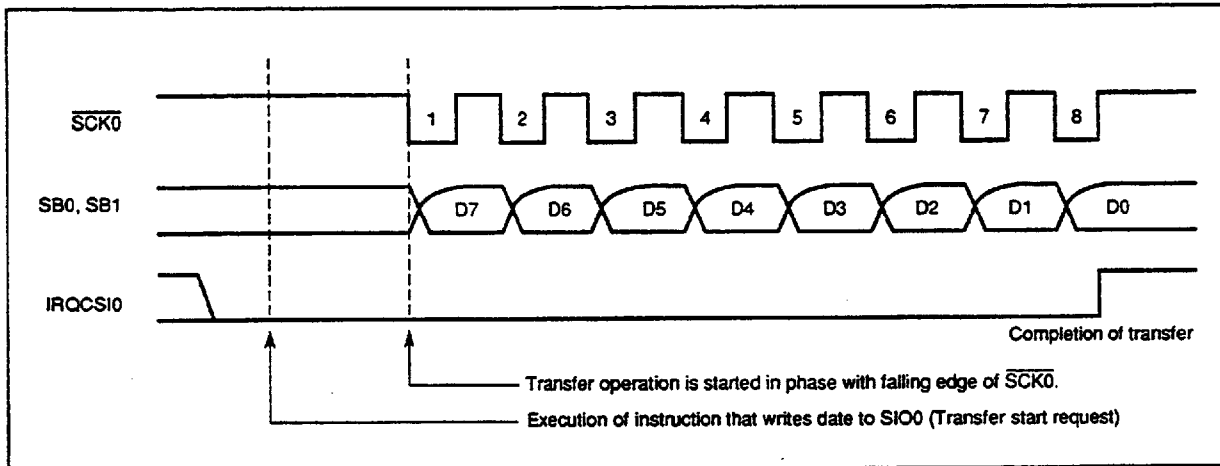 SCK0
1 2 3 4 5 6 7 8
SB0, SB1
D7 D6 D5 D4 D3 D2 D1 D0
IRQCSI0
Completion of transfer
Transfer operation is started in phase with falling edge of SCK0.
Execution of instruction that writes date to SIO0 (Transfer start request)